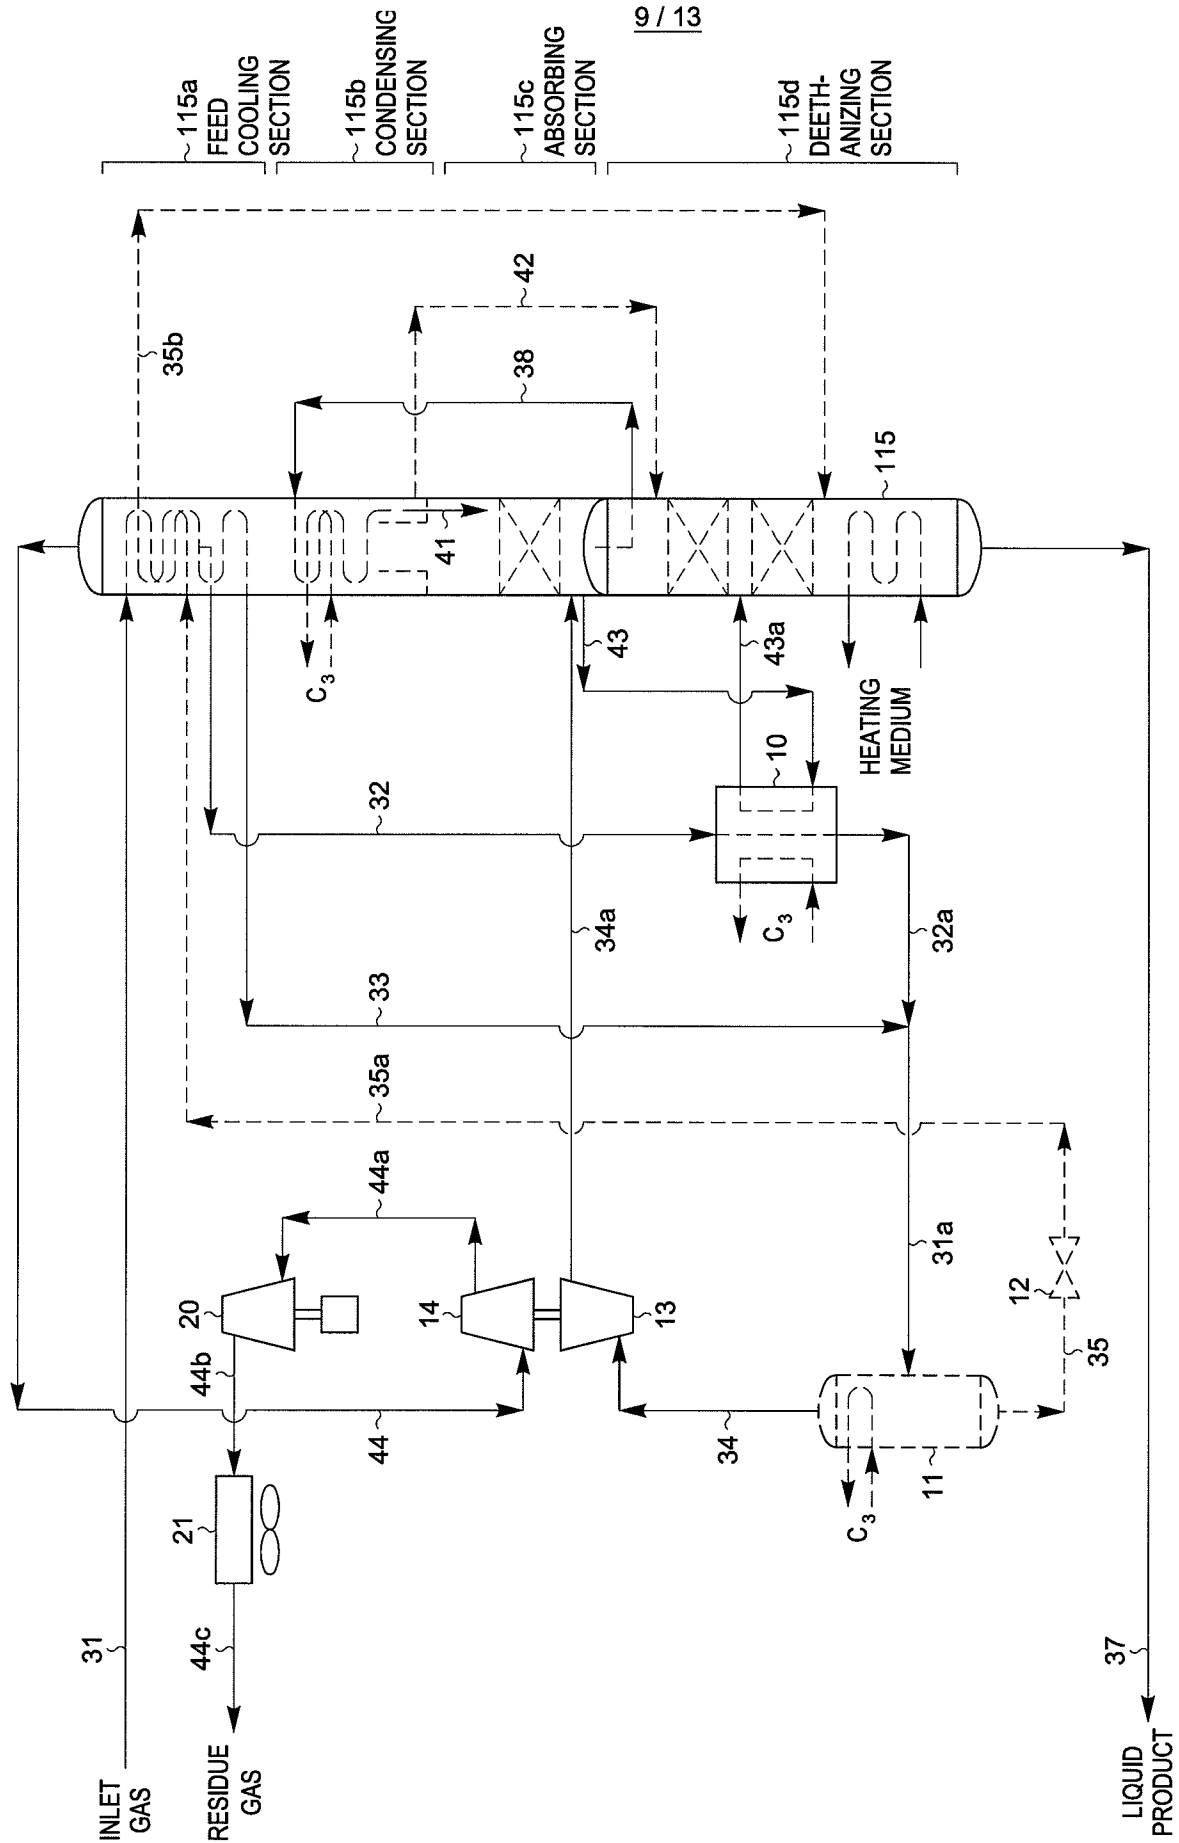 9 / 13
115a
FEED
COOLING
SECTION
115b
CONDENSING
SECTION
115c
ABSORBING
SECTION
115d
DEETH-
ANIZING
SECTION
35b
42
38
41
115
43
43a
C3
HEATING
MEDIUM
10
32
C3
34a
32a
33
35a
44a
31a
20
14
13
12
44b
35
44
34
11
C3
21
31
44c
37
INLET
GAS
RESIDUE
GAS
LIQUID
PRODUCT